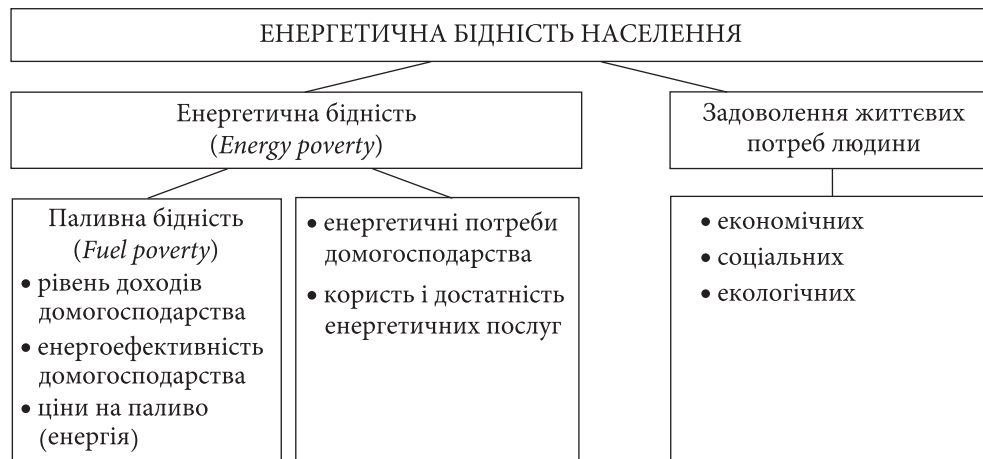 ЕНЕРГЕТИЧНА БІДНІСТЬ НАСЕЛЕННЯ
Енергетична бідність
(Energy poverty)
Задоволення життєвих
потреб людини
Паливна бідність
(Fuel poverty)
• рівень доходів
домогосподарства
• енергоефективність
домогосподарства
• ціни на паливо
(енергія)
• енергетичні потреби
домогосподарства
• користь і достатність
енергетичних послуг
• економічних
• соціальних
• екологічних